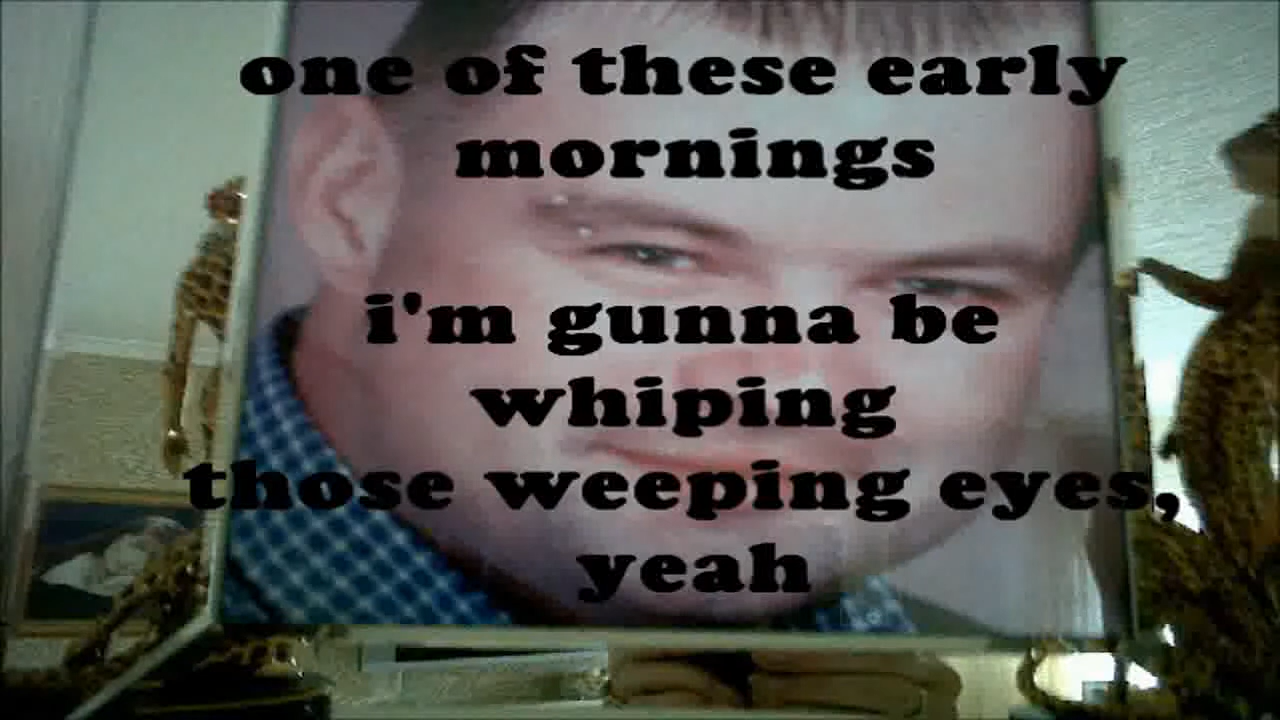 one of these early
mornings
i'm gunna be
whiping
those weeping eyes,
yeah